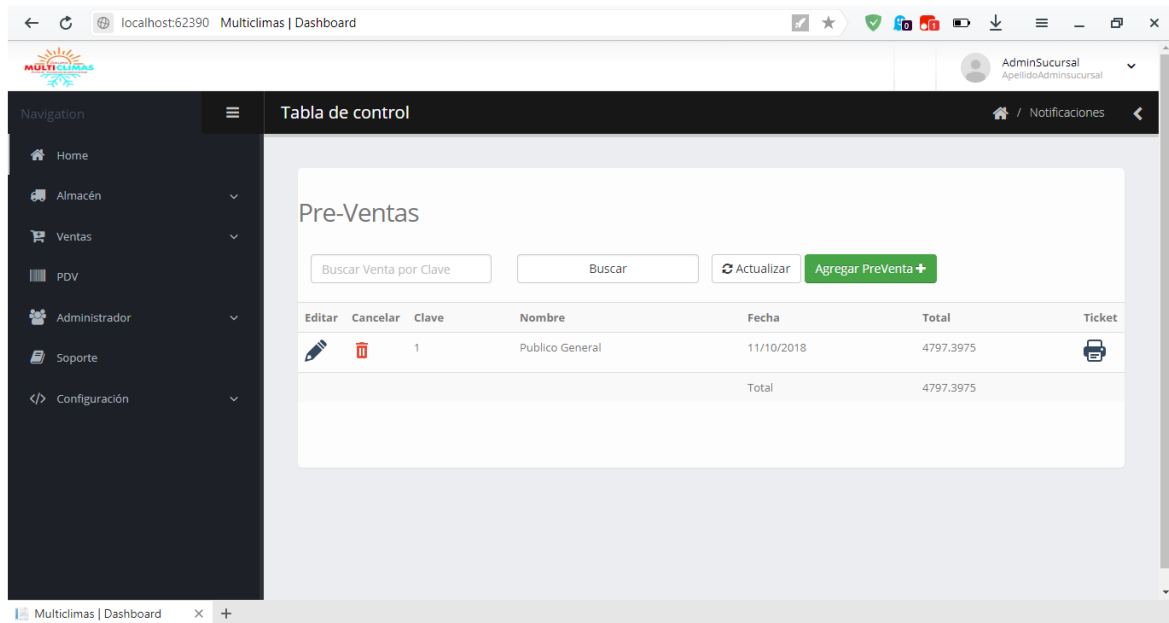 localhost:62390 Multiclimas | Dashboard
MULTICLIMAS
AdminSucursal
ApellidoAdminsucursal
Navigation
Tabla de control
/ Notificaciones
Home
Almacén
Ventas
PDV
Administrador
Soporte
</> Configuración
Pre-Ventas
Buscar Venta por Clave
Buscar
Actualizar
Agregar PreVenta
Editar Cancelar Clave Nombre Fecha Total Ticket
1 Publico General 11/10/2018 4797.3975
Total 4797.3975
Multiclimas | Dashboard